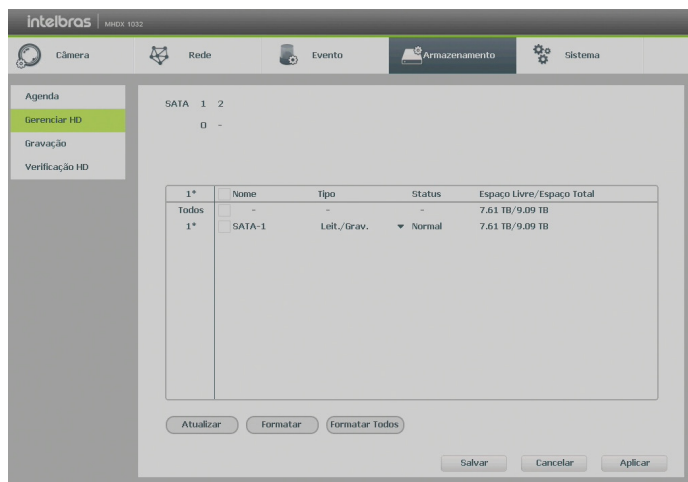 intelbras | MHDX 1032
Câmera Rede Evento Armazenamento Sistema
Agenda
Gerenciar HD
Gravação
Verificação HD
SATA 1 2
O -
1* Nome Tipo Status Espaço Livre/Espaço Total
Todos - - - 7.61 TB/9.09 TB
1* SATA-1 Leit./Grav. Normal 7.61 TB/9.09 TB
Atualizar Formatar Formatar Todos
Salvar Cancelar Aplicar